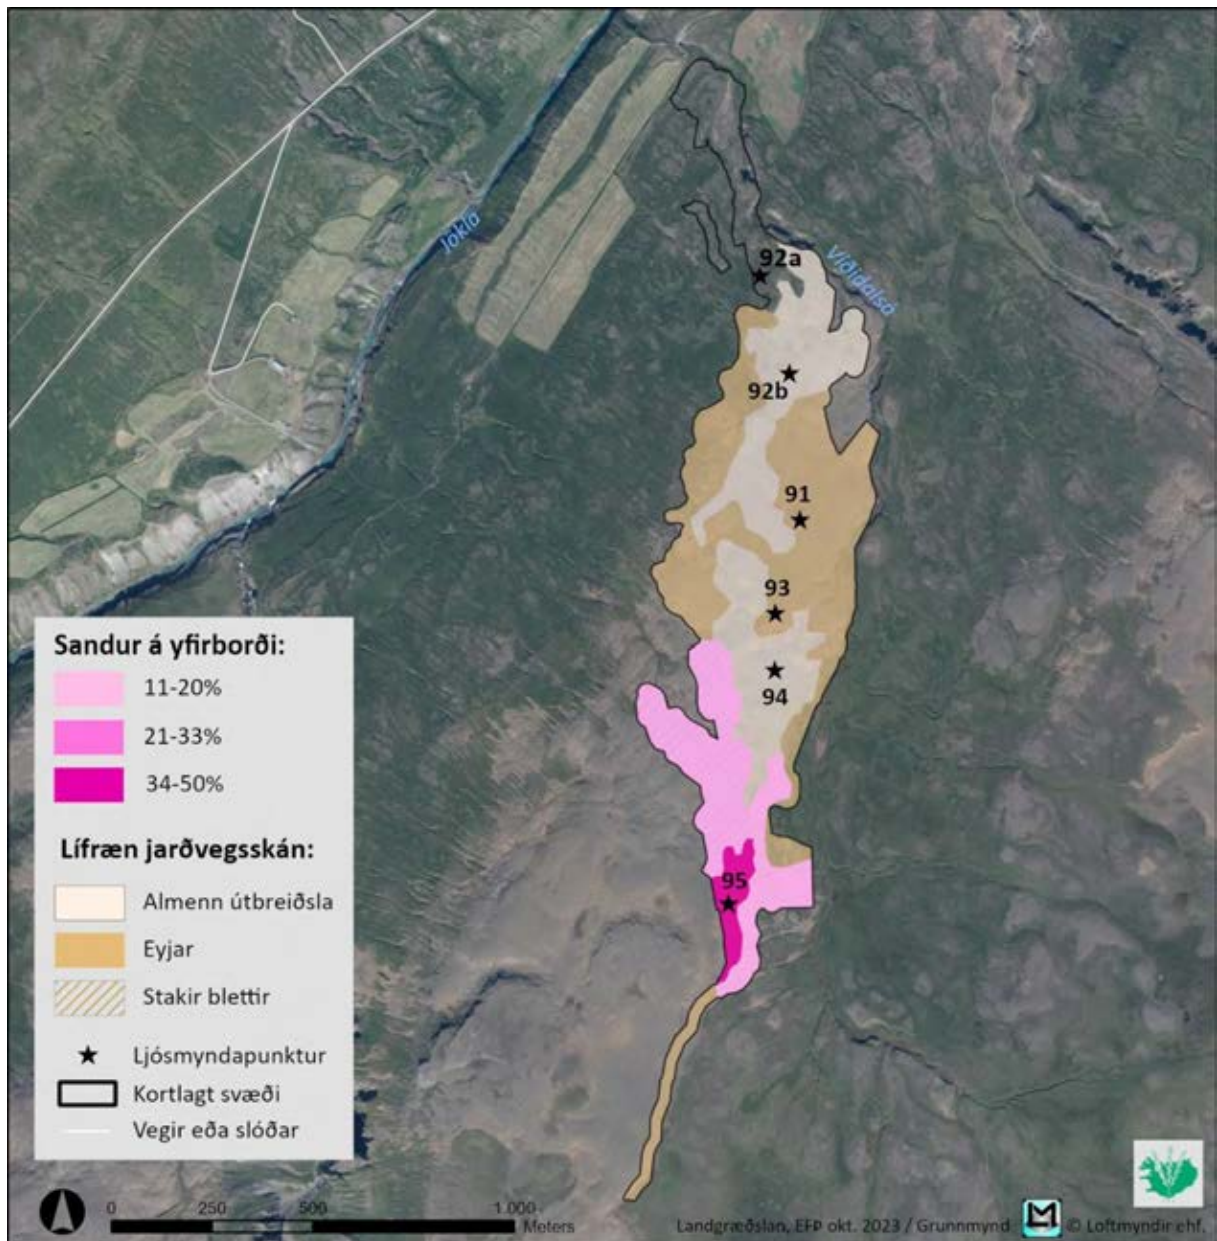 Jökla
92a
Víðidalsá
92b
91
93
94
95
Sandur á yfirborði:
11-20%
21-33%
34-50%
Lífræn jarðvegsskán:
Almenn útbreiðsla
Eyjar
Stakir blettir
Ljósmyndapunktur
Kortlagt svæði
Vegir eða slóðar
0 250 500 1.000
Meters
Landgræðslan, EFÞ okt. 2023 / Grunnmynd M © Loftmyndir ehf.